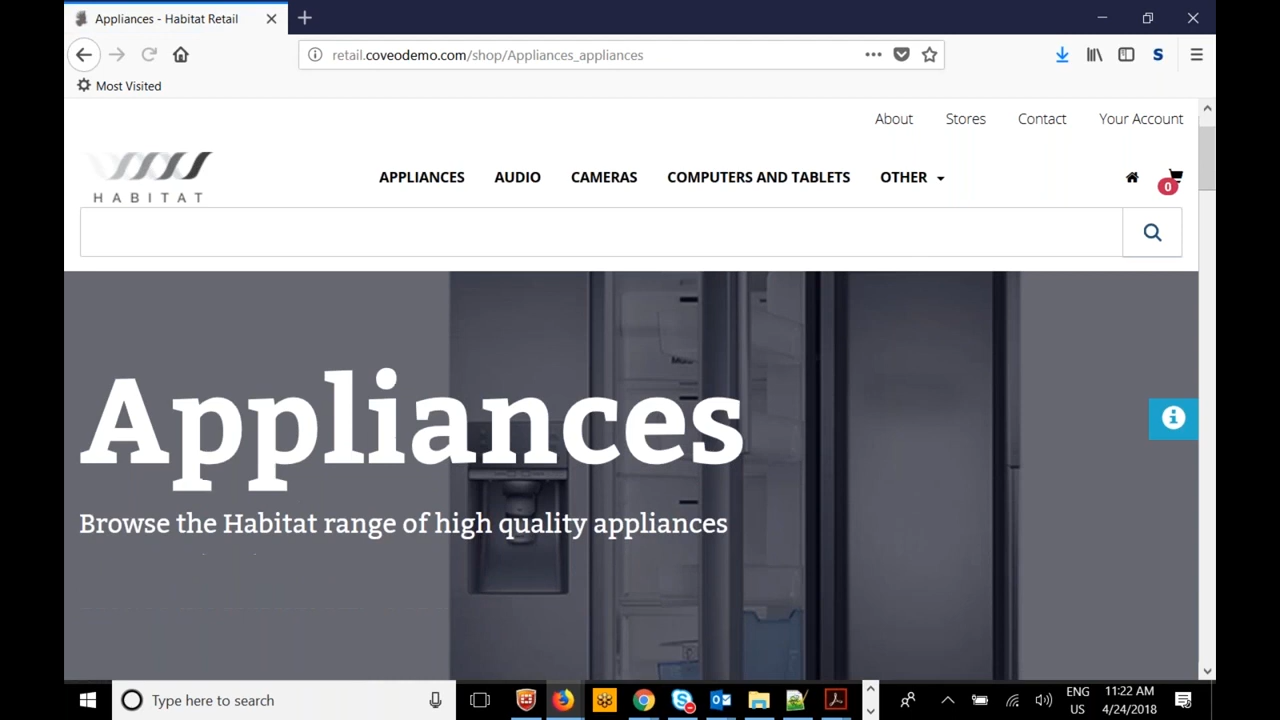 Appliances - Habitat Retail
retail.coveodemo.com/shop/Appliances_appliances
S
Most Visited
About Stores Contact Your Account
HABITAT
APPLIANCES AUDIO CAMERAS COMPUTERS AND TABLETS OTHER
0
Appliances
Browse the Habitat range of high quality appliances
Type here to search
ENG
US
11:22 AM
4/24/2018